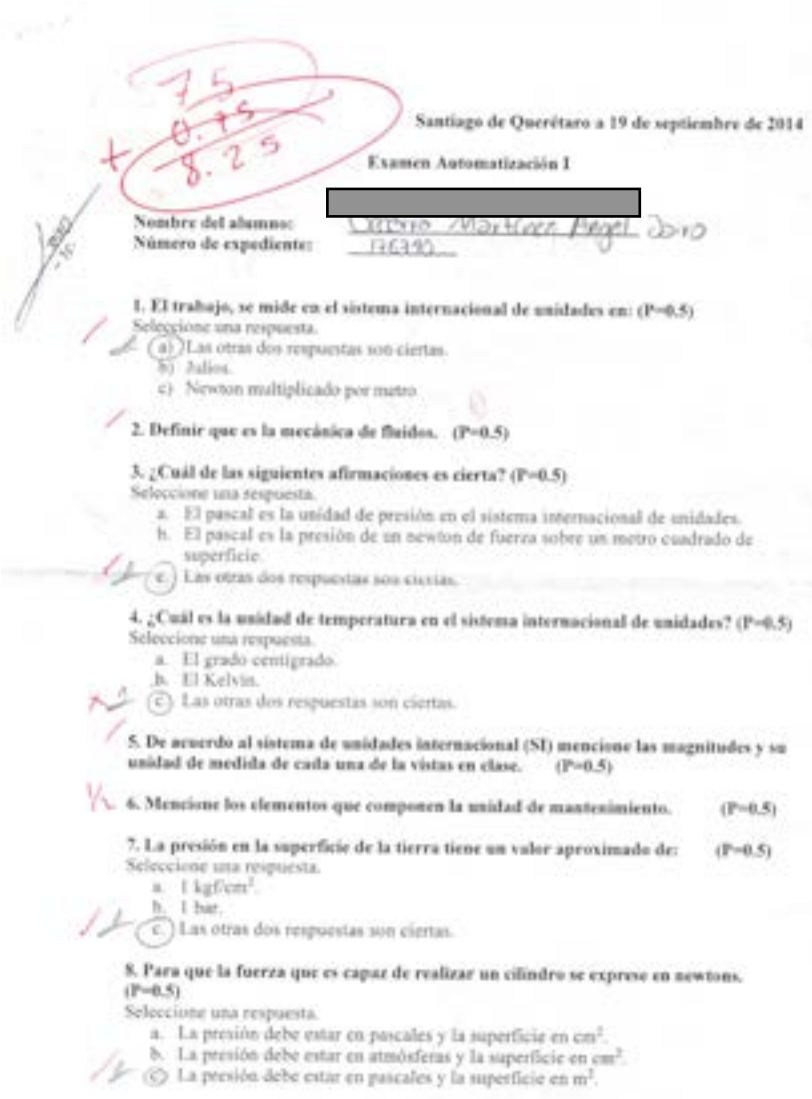 75
0.75
+
8.25
Santiago de Querétaro a 19 de septiembre de 2014
Examen Automatización I
Nombre del alumno: Martínez Angel
Número de expediente:
1. El trabajo, se mide en el sistema internacional de unidades en: (P=0.5)
Seleccione una respuesta.
a) Las otras dos respuestas son ciertas.
b) Julios.
c) Newton multiplicado por metro
2. Definir que es la mecánica de fluidos. (P=0.5)
3. ¿Cuál de las siguientes afirmaciones es cierta? (P=0.5)
Seleccione una respuesta.
a. El pascal es la unidad de presión en el sistema internacional de unidades.
b. El pascal es la presión de un newton de fuerza sobre un metro cuadrado de
superficie.
c. Las otras dos respuestas son ciertas.
4. ¿Cuál es la unidad de temperatura en el sistema internacional de unidades? (P=0.5)
Seleccione una respuesta.
a. El grado centígrado.
b. El Kelvin.
c. Las otras dos respuestas son ciertas.
5. De acuerdo al sistema de unidades internacional (SI) mencione las magnitudes y su
unidad de medida de cada una de la vistas en clase. (P=0.5)
1/2 6. Mencione los elementos que componen la unidad de mantenimiento. (P=0.5)
7. La presión en la superficie de la tierra tiene un valor aproximado de: (P=0.5)
Seleccione una respuesta.
a. 1 kgf/cm².
b. 1 bar.
c. Las otras dos respuestas son ciertas.
8. Para que la fuerza que es capaz de realizar un cilindro se exprese en newtons.
(P=0.5)
Seleccione una respuesta.
a. La presión debe estar en pascales y la superficie en cm².
b. La presión debe estar en atmósferas y la superficie en cm².
c. La presión debe estar en pascales y la superficie en m².